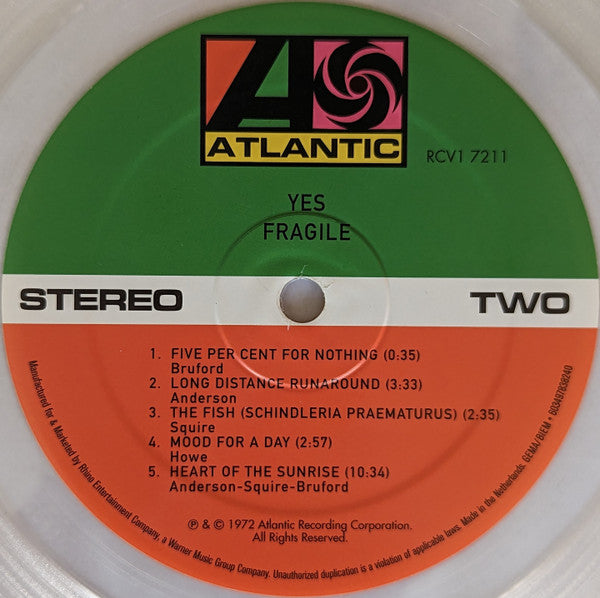 ATLANTIC
RCV1 7211
YES
FRAGILE
STEREO
TWO
1. FIVE PER CENT FOR NOTHING (0:35)
Bruford
2. LONG DISTANCE RUNAROUND (3:33)
Anderson
3. THE FISH (SCHINDLERIA PRAEMATURUS) (2:35)
Squire
4. MOOD FOR A DAY (2:57)
Howe
5. HEART OF THE SUNRISE (10:34)
Anderson-Squire-Bruford
℗ & © 1972 Atlantic Recording Corporation.
All Rights Reserved.
Manufactured for & Marketed by Rhino Entertainment Company, a Warner Music Group Company. Unauthorized duplication is a violation of applicable laws. Made in the Netherlands. GEMA/BIEM • 603497838240